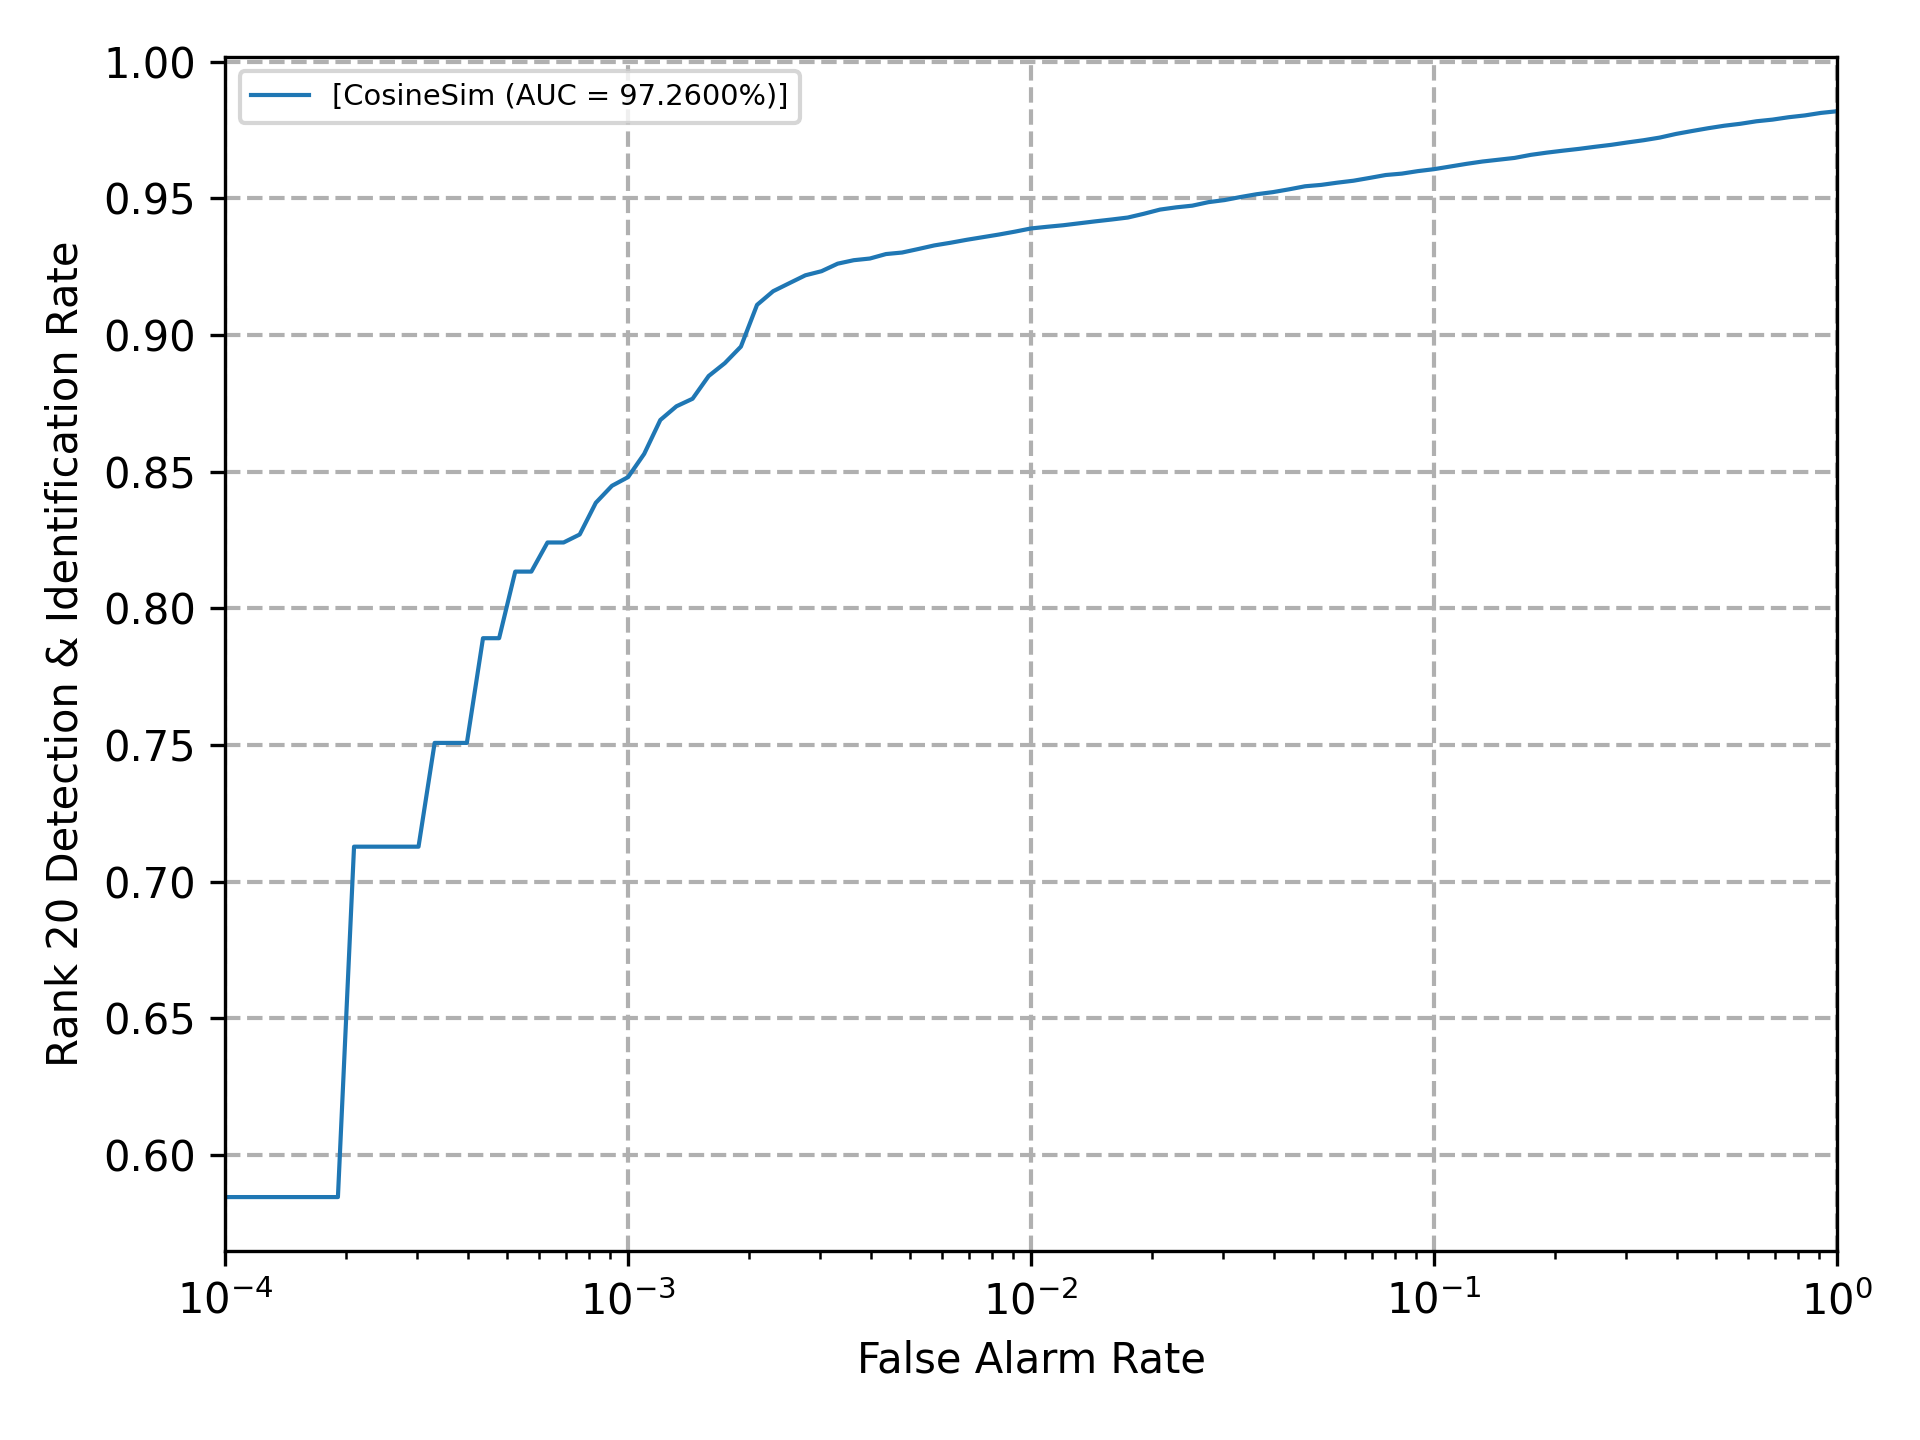 1.00
[CosineSim (AUC = 97.2600%)]
0.95
0.90
0.85
0.80
0.75
0.70
0.65
0.60
Rank 20 Detection & Identification Rate
10⁻⁴ 10⁻³ 10⁻² 10⁻¹ 10⁰
False Alarm Rate